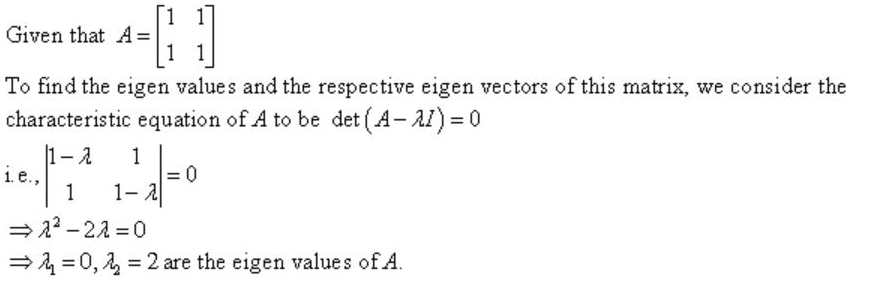 Given that A = [1 1
1 1]
To find the eigen values and the respective eigen vectors of this matrix, we consider the
characteristic equation of A to be det(A − λI) = 0
i.e., |1 − λ 1
1 1 − λ| = 0
⇒ λ² − 2λ = 0
⇒ λ₁ = 0, λ₂ = 2 are the eigen values of A.